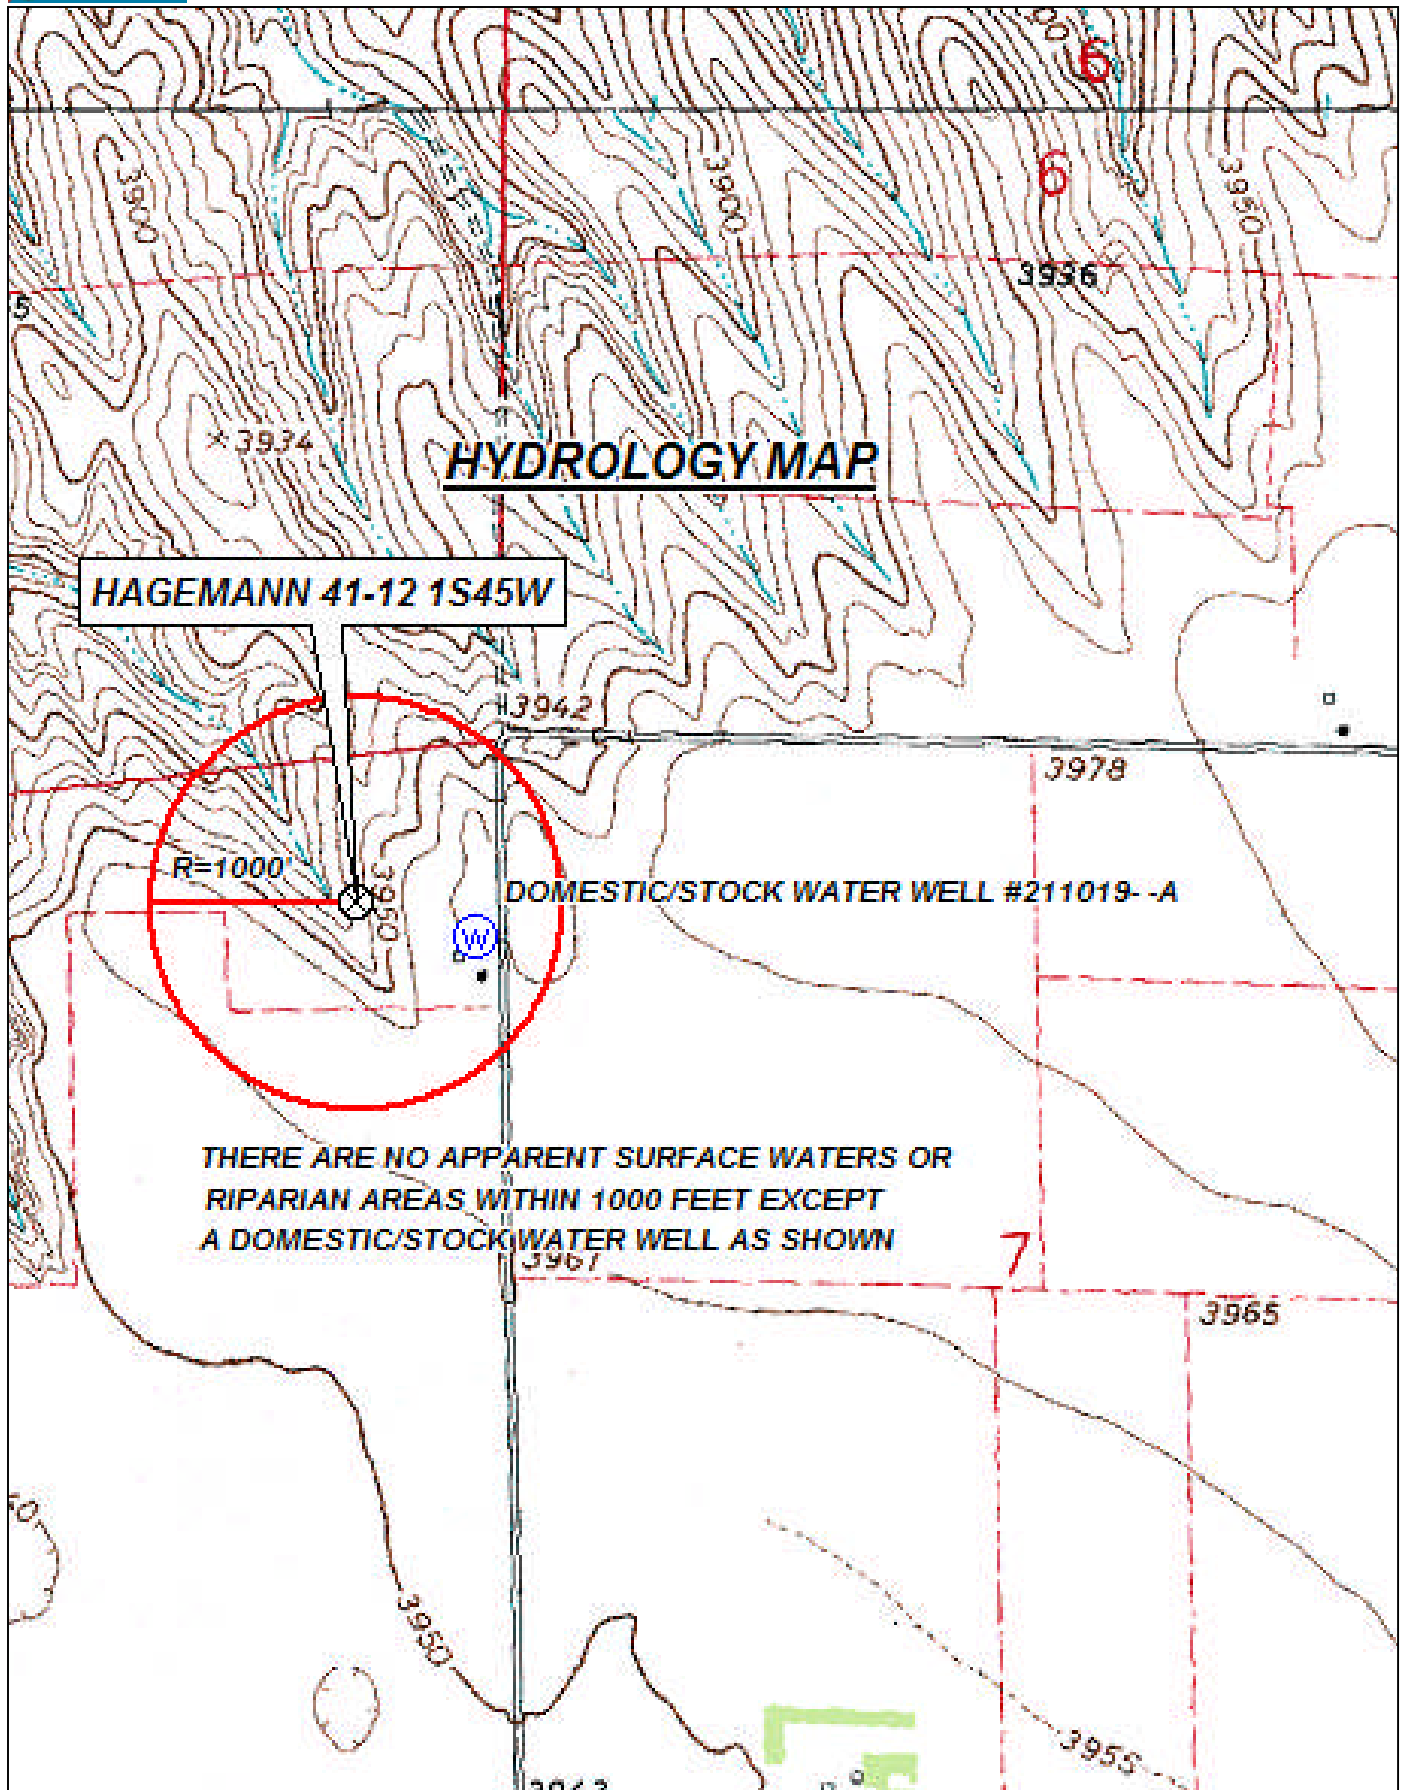 6
3900
3900
6
3950
3996
5
3934
HYDROLOGY MAP
HAGEMANN 41-12 1S45W
3942
3978
R=1000'
3950
DOMESTIC/STOCK WATER WELL #211019- -A
W
THERE ARE NO APPARENT SURFACE WATERS OR
RIPARIAN AREAS WITHIN 1000 FEET EXCEPT
A DOMESTIC/STOCK WATER WELL AS SHOWN
3967
7
3965
3950
3955